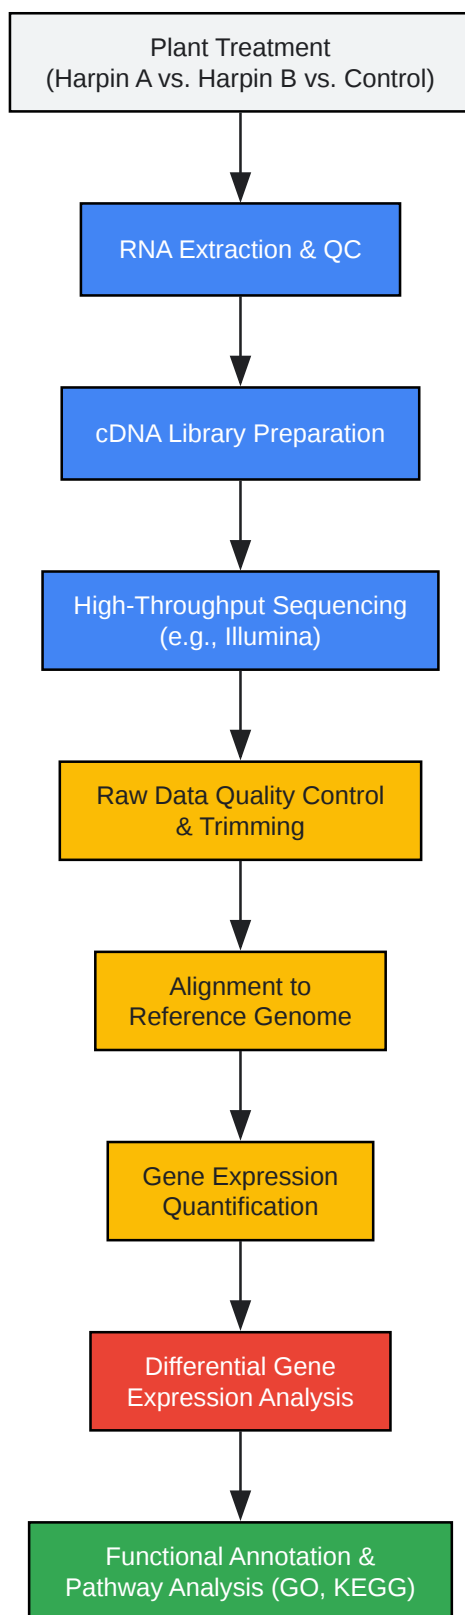 Plant Treatment
(Harpin A vs. Harpin B vs. Control)
RNA Extraction & QC
cDNA Library Preparation
High-Throughput Sequencing
(e.g., Illumina)
Raw Data Quality Control
& Trimming
Alignment to
Reference Genome
Gene Expression
Quantification
Differential Gene
Expression Analysis
Functional Annotation &
Pathway Analysis (GO, KEGG)